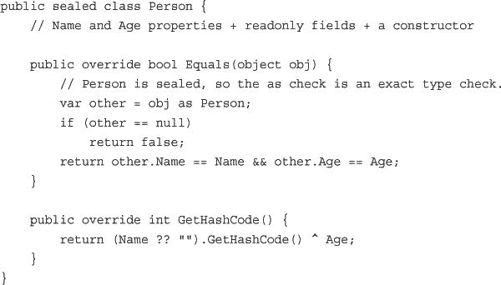 public sealed class Person {
    // Name and Age properties + readonly fields + a constructor

    public override bool Equals(object obj) {
        // Person is sealed, so the as check is an exact type check.
        var other = obj as Person;
        if (other == null)
            return false;
        return other.Name == Name && other.Age == Age;
    }

    public override int GetHashCode() {
        return (Name ?? "").GetHashCode() ^ Age;
    }
}